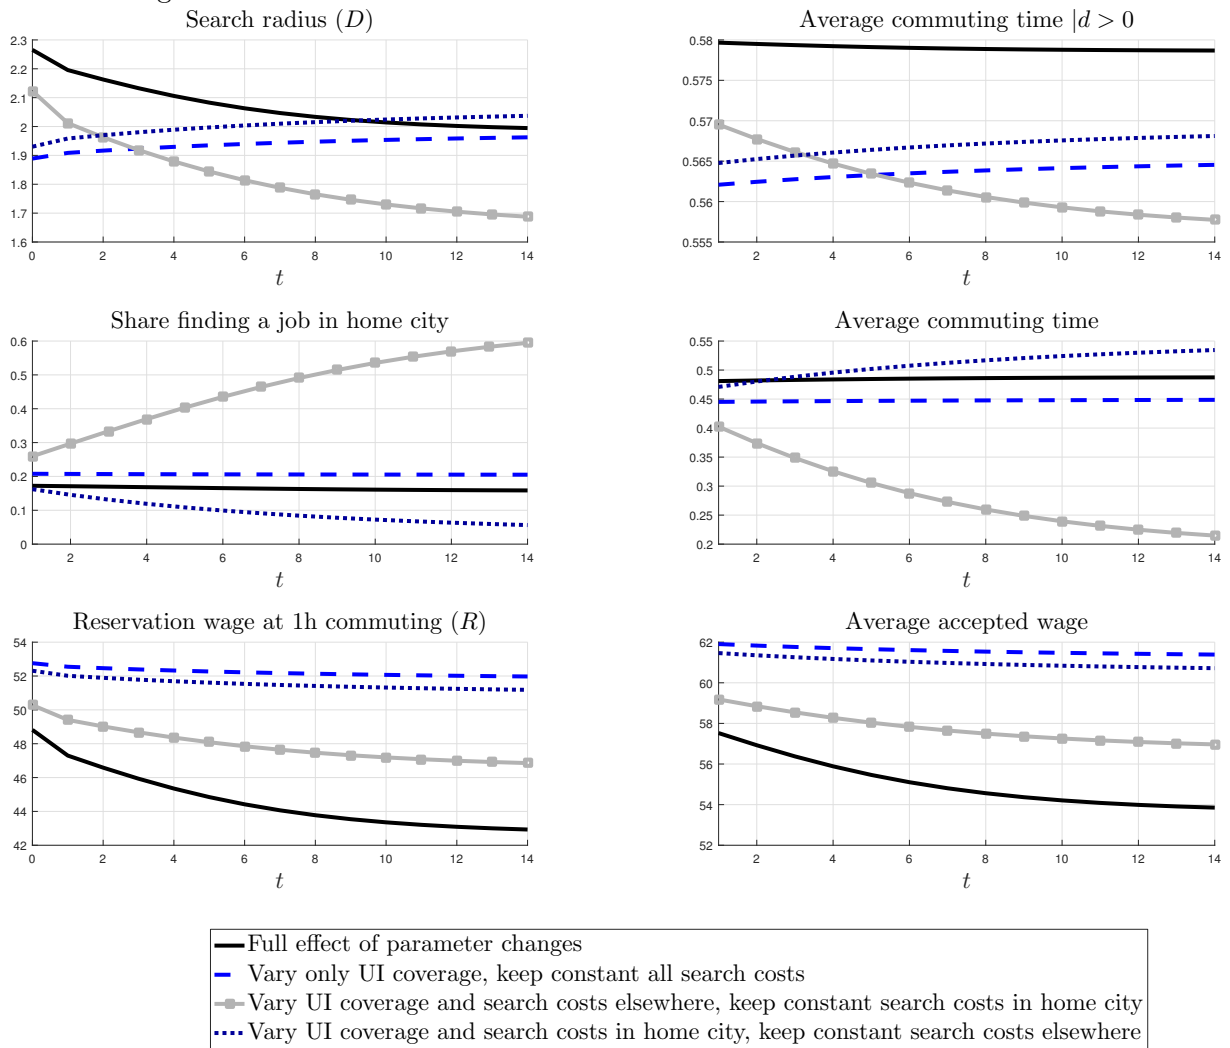 Search radius (D)
2.3
2.2
2.1
2
1.9
1.8
1.7
1.6
0 2 4 6 8 10 12 14
t
Average commuting time |d > 0
0.58
0.575
0.57
0.565
0.56
0.555
2 4 6 8 10 12 14
t
Share finding a job in home city
0.6
0.5
0.4
0.3
0.2
0.1
0
2 4 6 8 10 12 14
t
Average commuting time
0.55
0.5
0.45
0.4
0.35
0.3
0.25
0.2
2 4 6 8 10 12 14
t
Reservation wage at 1h commuting (R)
54
52
50
48
46
44
42
0 2 4 6 8 10 12 14
t
Average accepted wage
62
60
58
56
54
52
2 4 6 8 10 12 14
t
Full effect of parameter changes
Vary only UI coverage, keep constant all search costs
Vary UI coverage and search costs elsewhere, keep constant search costs in home city
Vary UI coverage and search costs in home city, keep constant search costs elsewhere